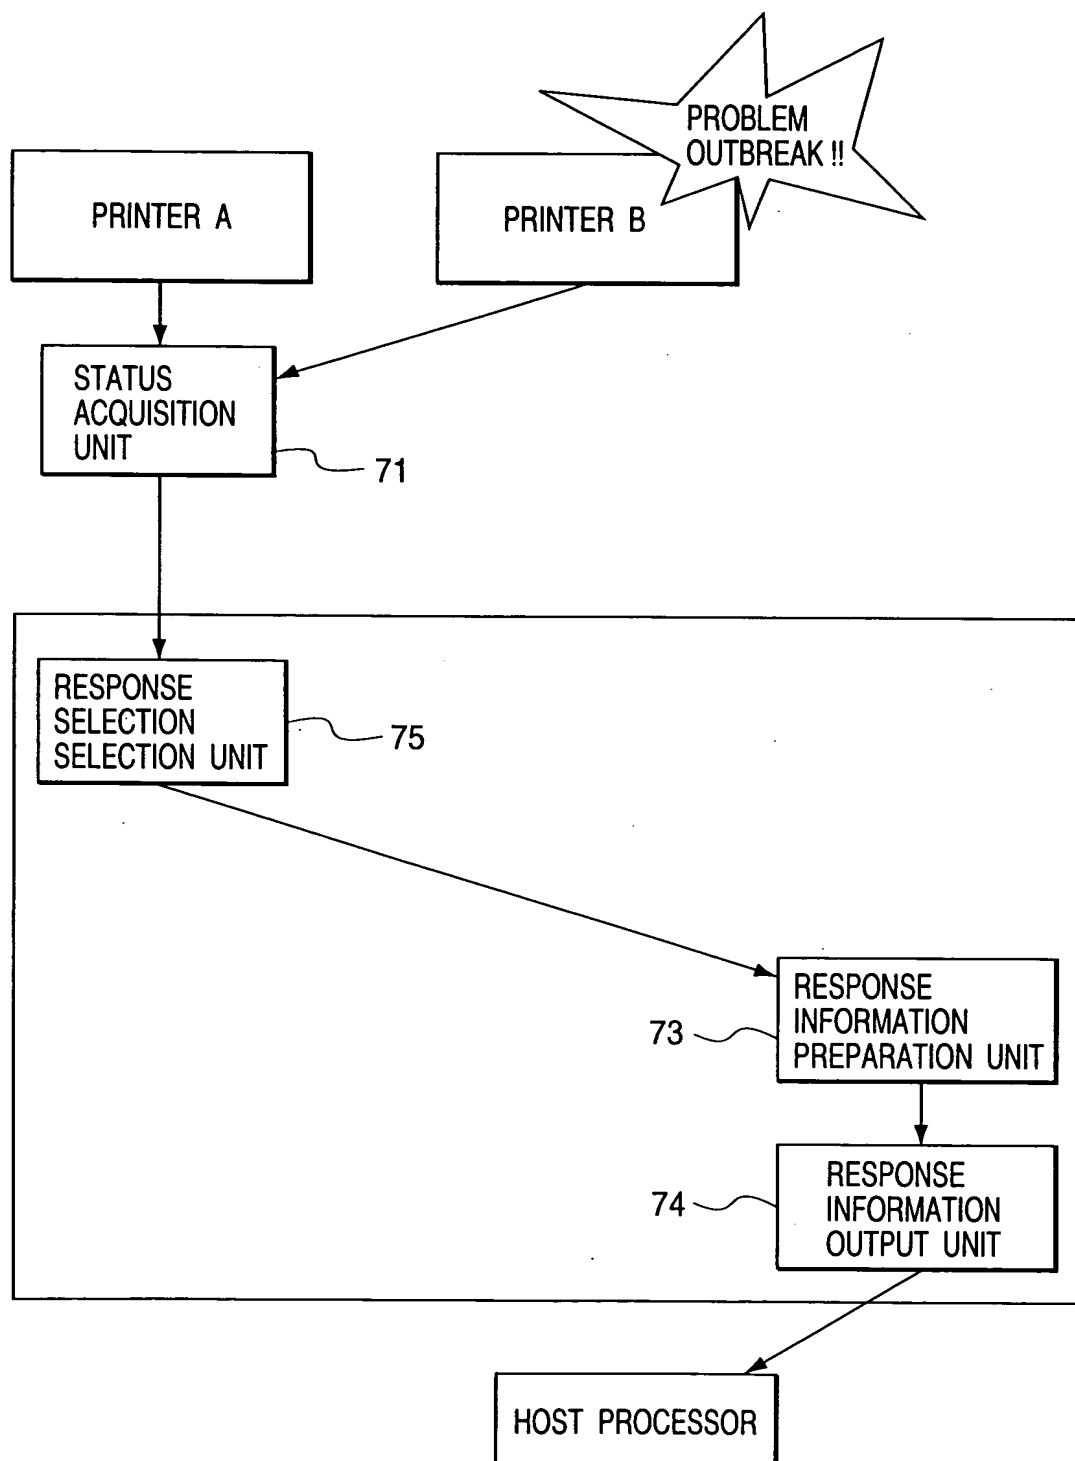 PROBLEM
OUTBREAK !!
PRINTER A
PRINTER B
STATUS
ACQUISITION
UNIT
71
RESPONSE
SELECTION
SELECTION UNIT
75
RESPONSE
INFORMATION
PREPARATION UNIT
73
RESPONSE
INFORMATION
OUTPUT UNIT
74
HOST PROCESSOR